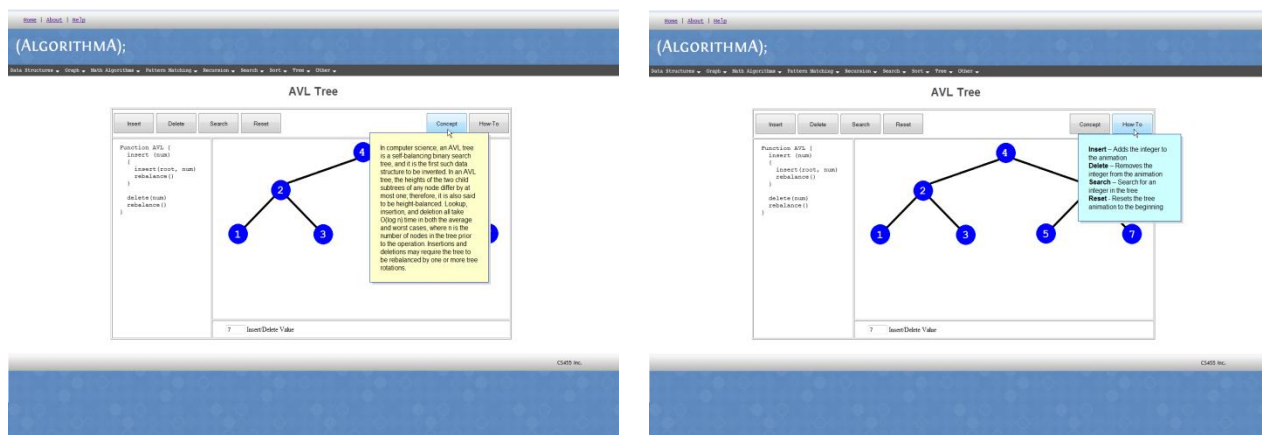 Home | About | Help
(ALGORITHMA);
Data Structures Graph Math Algorithms Pattern Matching Recursion Search Sort Tree Other
AVL Tree
Insert Delete Search Reset Concept How-To
Function AVL {
insert (num)
{
insert(root, num)
rebalance()
}
delete(num)
rebalance()
}
4
2
1
3
In computer science, an AVL tree
is a self-balancing binary search
tree, and it is the first such data
structure to be invented. In an AVL
tree, the heights of the two child
subtrees of any node differ by at
most one, therefore, it is also said
to be height-balanced. Lookup,
insertion, and deletion all take
O(log n) time in both the average
and worst cases, where n is the
number of nodes in the tree prior
to the operation. Insertions and
deletions may require the tree to
be rebalanced by one or more tree
rotations.
7 Insert/Delete Value
CS455 Inc.
Home | About | Help
(ALGORITHMA);
Data Structures Graph Math Algorithms Pattern Matching Recursion Search Sort Tree Other
AVL Tree
Insert Delete Search Reset Concept How-To
Function AVL {
insert (num)
{
insert(root, num)
rebalance()
}
delete(num)
rebalance()
}
4
2
1
3
5
7
Insert – Adds the integer to
the animation
Delete – Removes the
integer from the animation
Search – Search for an
integer in the tree
Reset - Resets the tree
animation to the beginning
7 Insert/Delete Value
CS455 Inc.